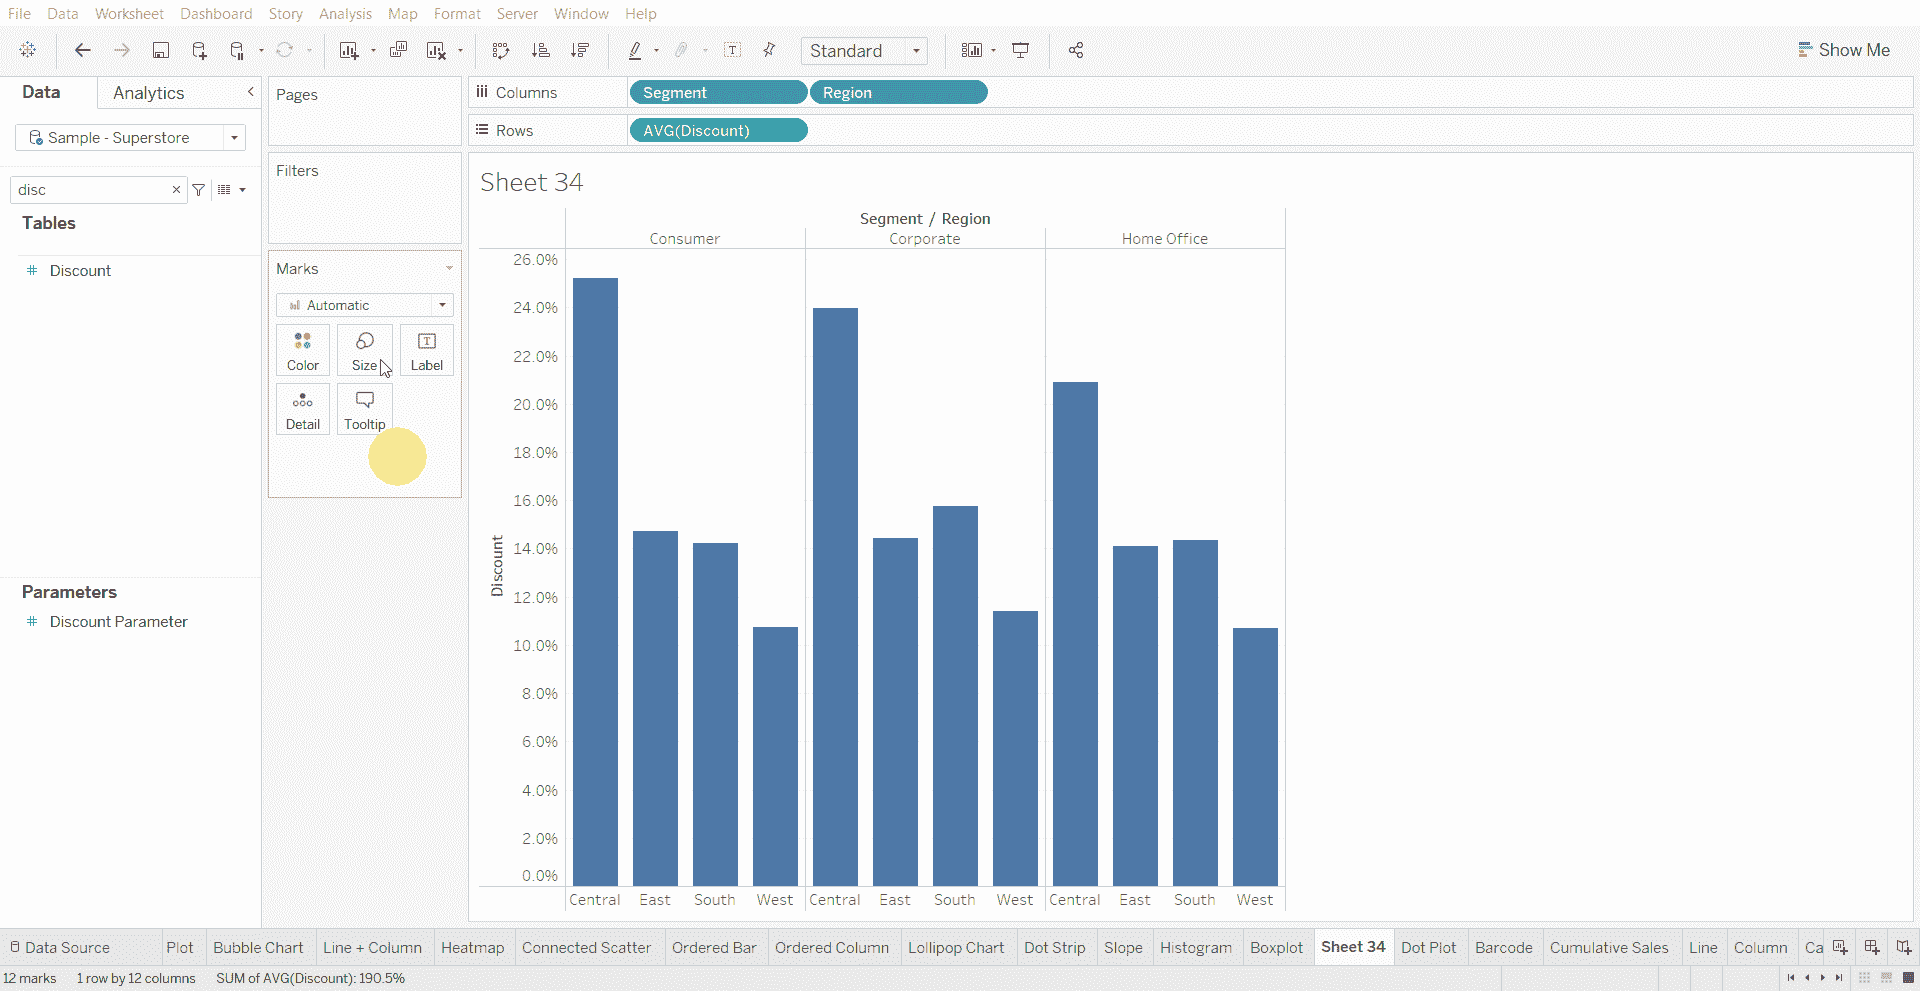 File Data Worksheet Dashboard Story Analysis Map Format Server Window Help
Standard
Show Me
Data Analytics
Pages
Columns Segment Region
Sample - Superstore
Rows AVG(Discount)
Filters
Sheet 34
disc
Tables
Discount
Marks
Automatic
Color Size Label
Detail Tooltip
Parameters
Discount Parameter
Segment / Region
Consumer Corporate Home Office
26.0%
24.0%
22.0%
20.0%
18.0%
16.0%
14.0%
12.0%
10.0%
8.0%
6.0%
4.0%
2.0%
0.0%
Discount
Central East South West Central East South West Central East South West
Data Source Plot Bubble Chart Line + Column Heatmap Connected Scatter Ordered Bar Ordered Column Lollipop Chart Dot Strip Slope Histogram Boxplot Sheet 34 Dot Plot Barcode Cumulative Sales Line Column Ca
12 marks 1 row by 12 columns SUM of AVG(Discount): 190.5%